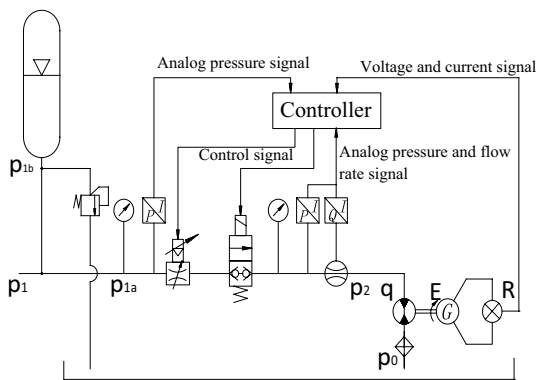 Analog pressure signal
Voltage and current signal
Controller
Control signal
Analog pressure and flow
rate signal
p1b
P I
P I
Q I
p1
p1a
p2
q
E
G
R
p0